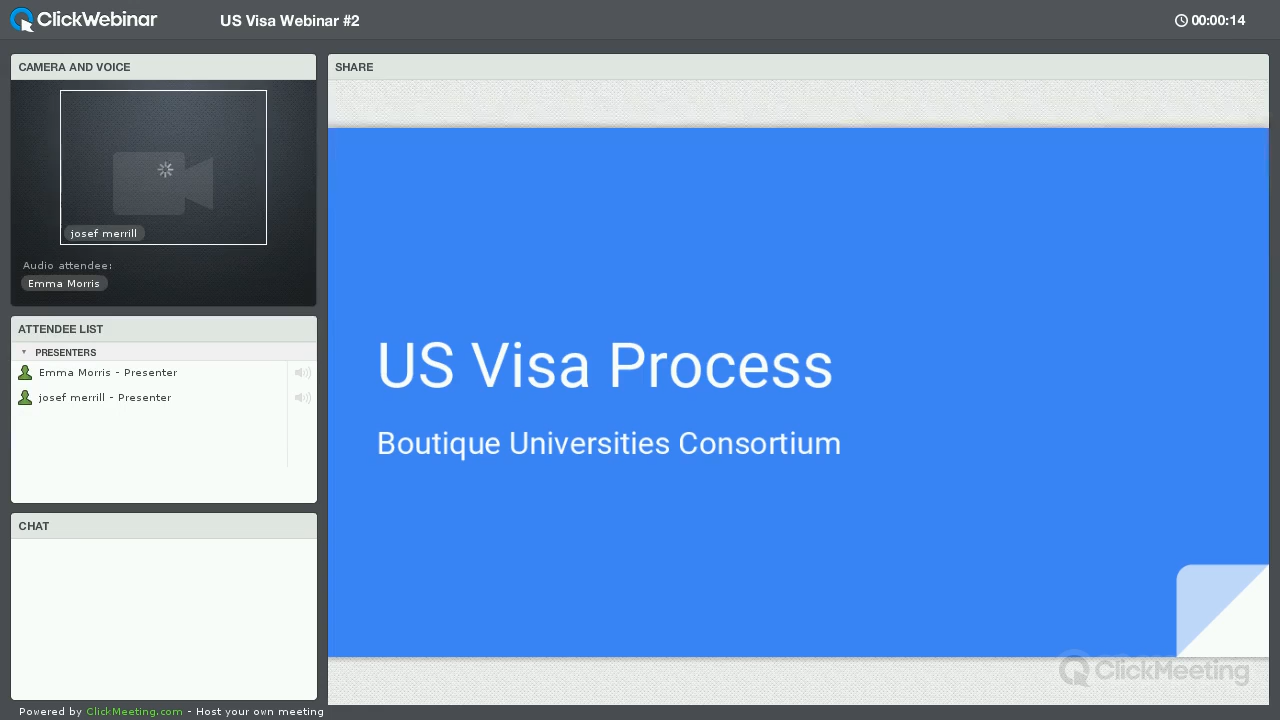 ClickWebinar
US Visa Webinar #2
00:00:14
CAMERA AND VOICE
josef merrill
Audio attendee:
Emma Morris
ATTENDEE LIST
PRESENTERS
Emma Morris - Presenter
josef merrill - Presenter
CHAT
Powered by ClickMeeting.com - Host your own meeting
SHARE
US Visa Process
Boutique Universities Consortium
ClickMeeting